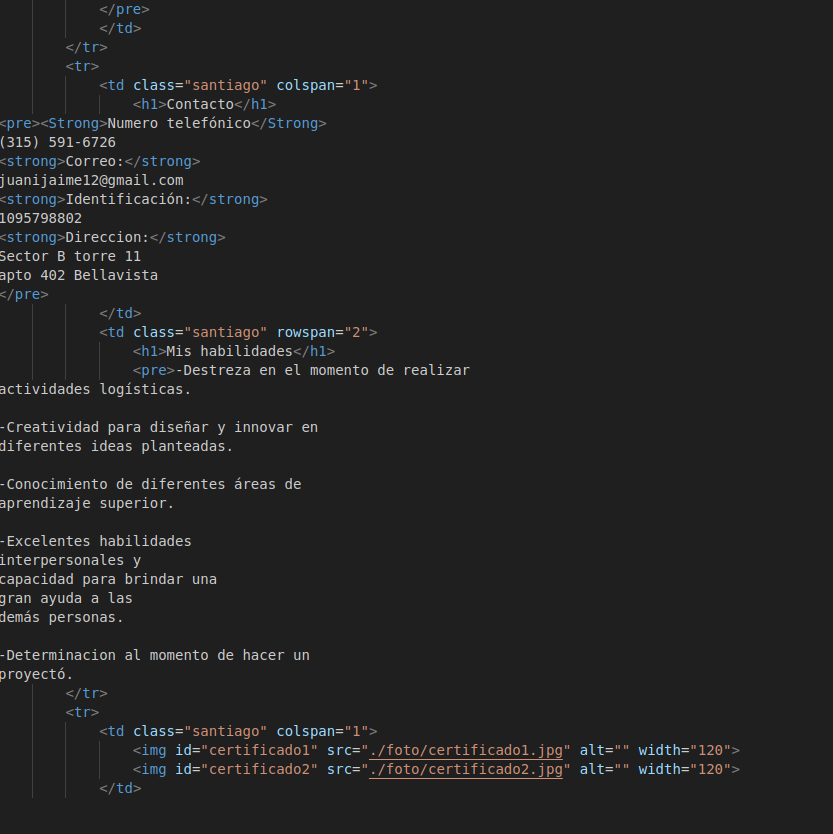 </pre>
</td>
</tr>
<tr>
<td class="santiago" colspan="1">
<h1>Contacto</h1>
<pre><Strong>Numero telefónico</Strong>
(315) 591-6726
<strong>Correo:</strong>
juanijaime12@gmail.com
<strong>Identificación:</strong>
1095798802
<strong>Direccion:</strong>
Sector B torre 11
apto 402 Bellavista
</pre>
</td>
<td class="santiago" rowspan="2">
<h1>Mis habilidades</h1>
<pre>-Destreza en el momento de realizar
actividades logísticas.
-Creatividad para diseñar y innovar en
diferentes ideas planteadas.
-Conocimiento de diferentes áreas de
aprendizaje superior.
-Excelentes habilidades
interpersonales y
capacidad para brindar una
gran ayuda a las
demás personas.
-Determinacion al momento de hacer un
proyectó.
</tr>
<tr>
<td class="santiago" colspan="1">
<img id="certificado1" src="./foto/certificado1.jpg" alt="" width="120">
<img id="certificado2" src="./foto/certificado2.jpg" alt="" width="120">
</td>